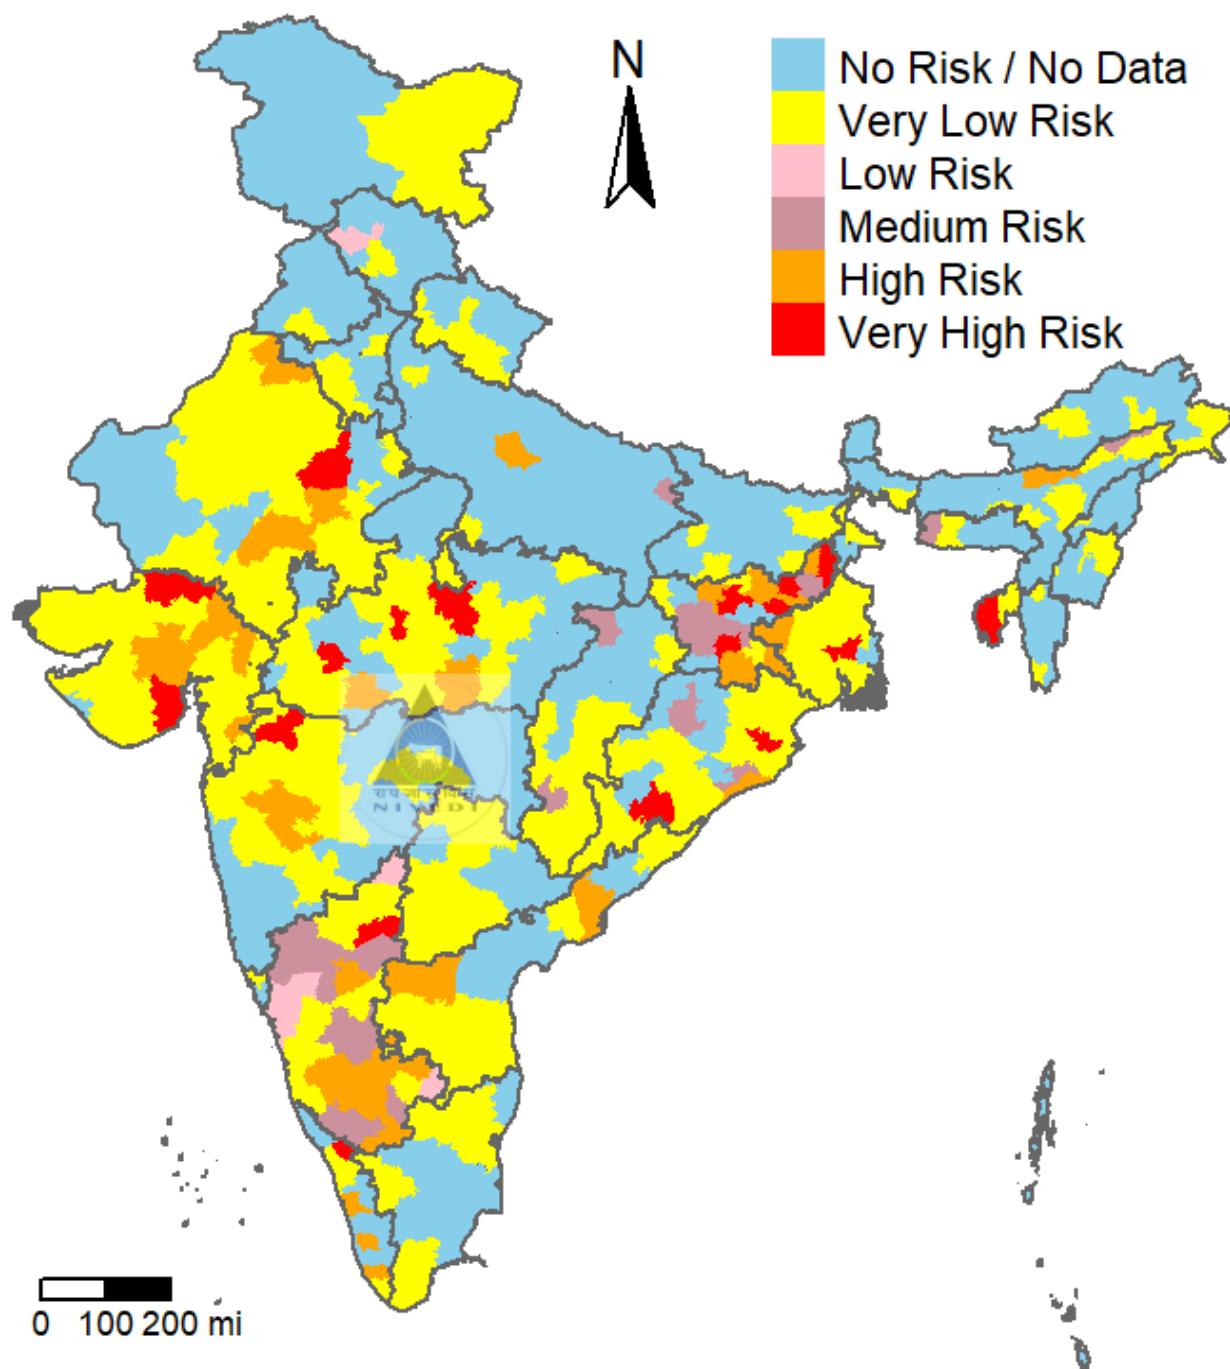 N
No Risk / No Data
Very Low Risk
Low Risk
Medium Risk
High Risk
Very High Risk
NIVEDI
0 100 200 mi